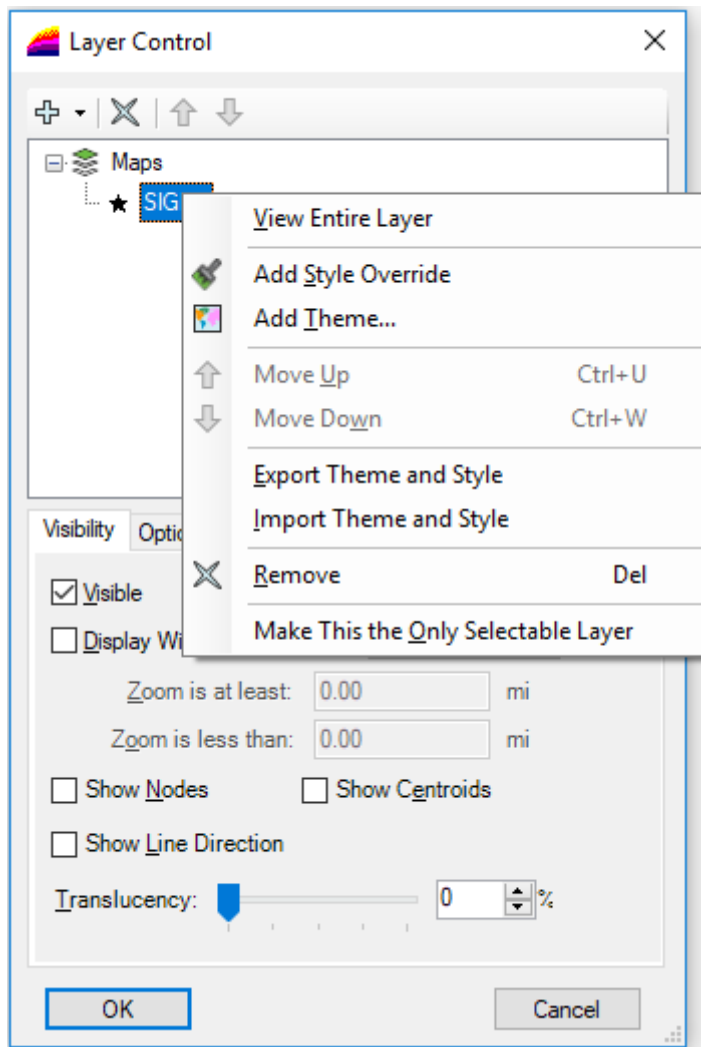 Layer Control
Maps
SIG
View Entire Layer
Add Style Override
Add Theme...
Move Up Ctrl+U
Move Down Ctrl+W
Export Theme and Style
Import Theme and Style
Remove Del
Make This the Only Selectable Layer
Visibility
Visible
Display
Zoom is at least: 0.00 mi
Zoom is less than: 0.00 mi
Show Nodes Show Centroids
Show Line Direction
Translucency: 0 %
OK Cancel